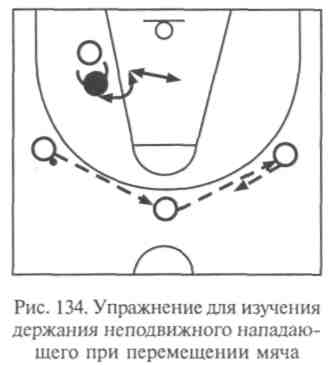 Рис. 134. Упражнение для изучения
держания неподвижного нападаю-
щего при перемещении мяча